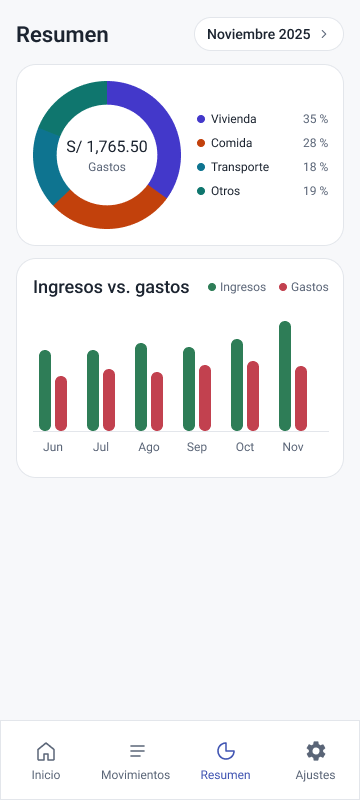 Resumen
Noviembre 2025
S/ 1,765.50
Gastos
Vivienda 35 %
Comida 28 %
Transporte 18 %
Otros 19 %
Ingresos vs. gastos
Ingresos Gastos
Jun Jul Ago Sep Oct Nov
Inicio Movimientos Resumen Ajustes